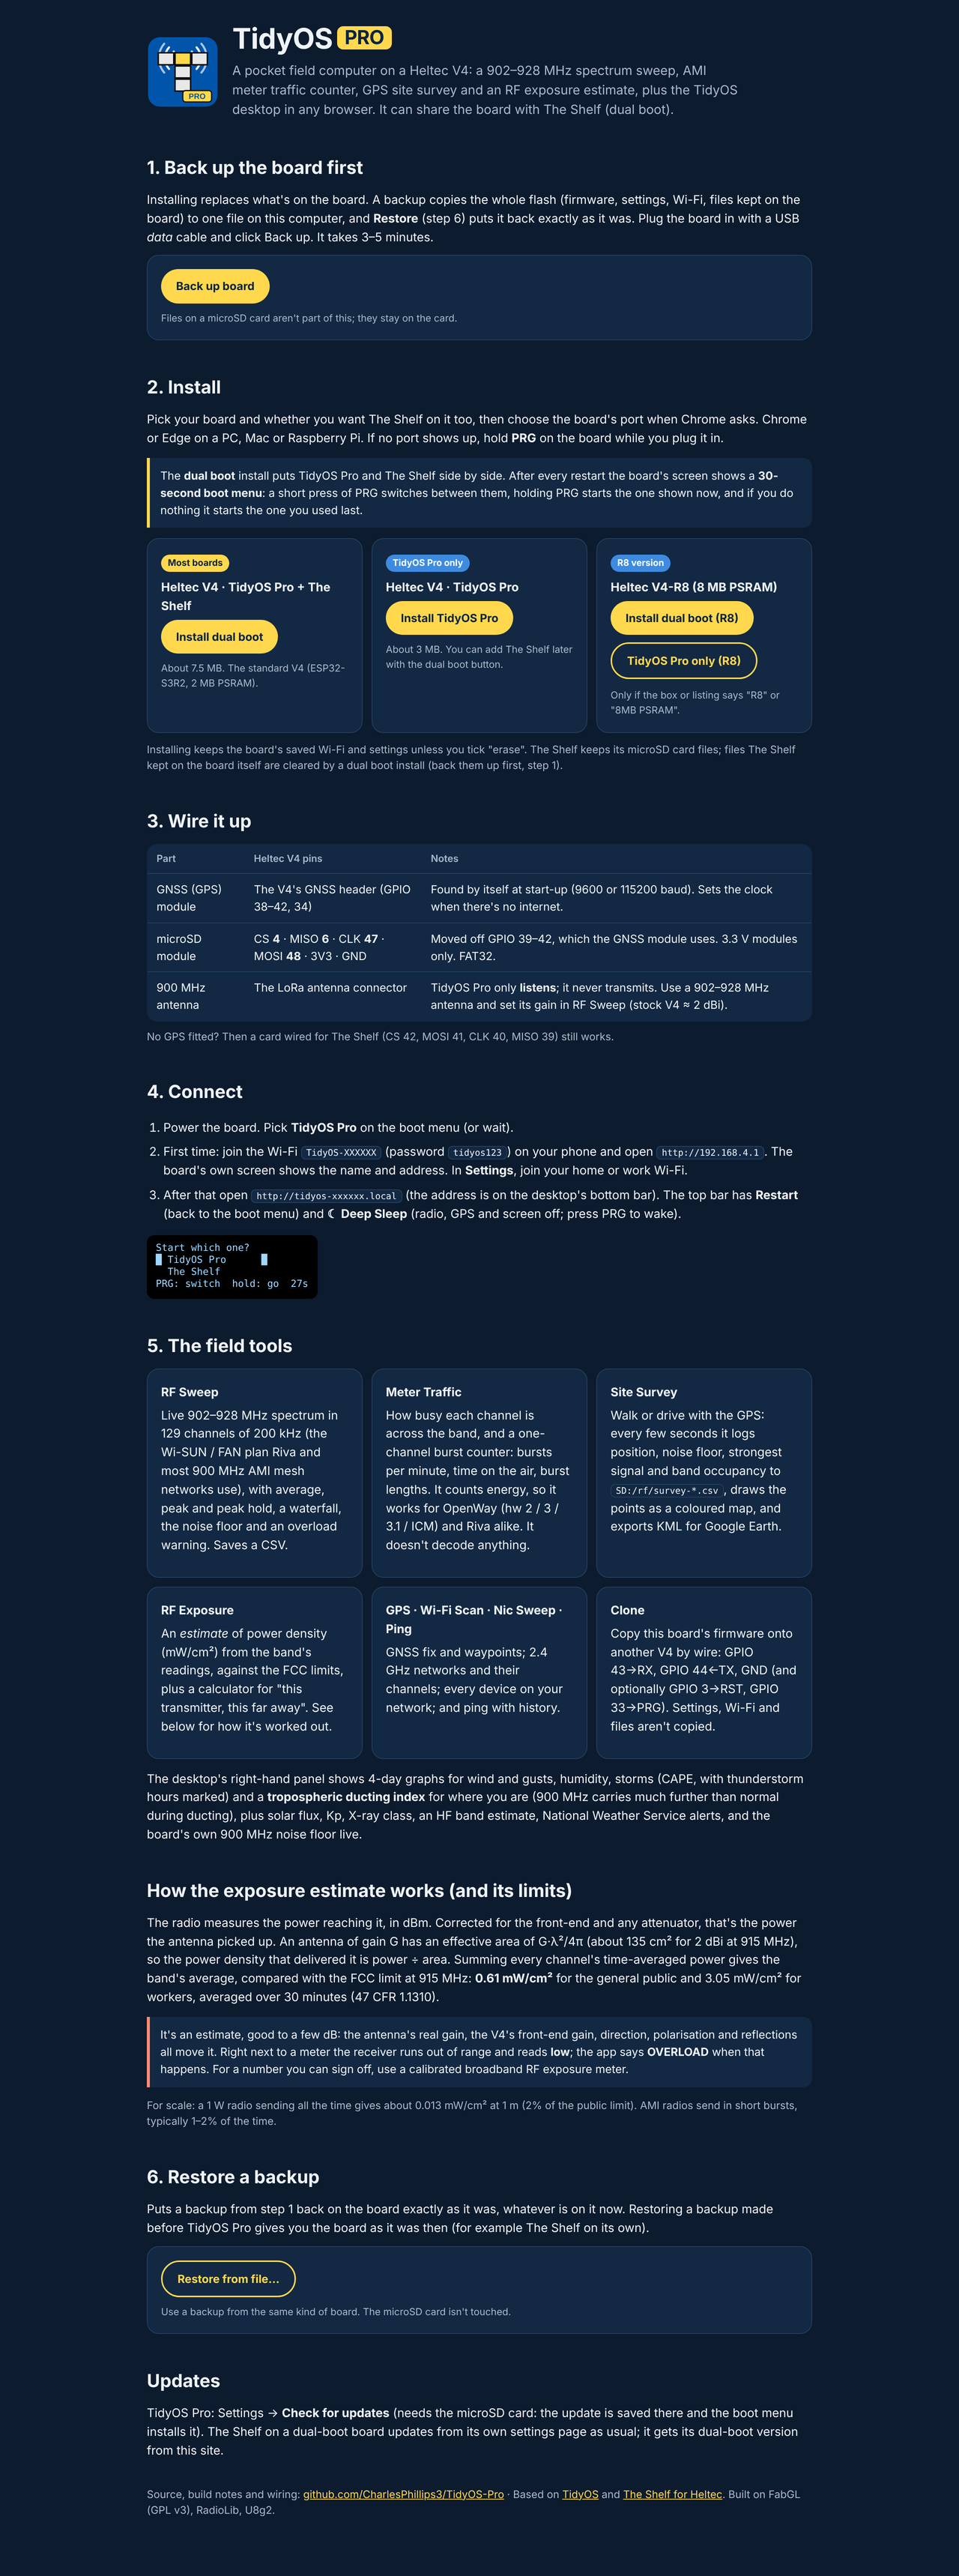 TidyOS PRO
PRO
A pocket field computer on a Heltec V4: a 902–928 MHz spectrum sweep, AMI
meter traffic counter, GPS site survey and an RF exposure estimate, plus the TidyOS
desktop in any browser. It can share the board with The Shelf (dual boot).
1. Back up the board first
Installing replaces what's on the board. A backup copies the whole flash (firmware, settings, Wi-Fi, files kept on the
board) to one file on this computer, and Restore (step 6) puts it back exactly as it was. Plug the board in with a USB
data cable and click Back up. It takes 3–5 minutes.
Back up board
Files on a microSD card aren't part of this; they stay on the card.
2. Install
Pick your board and whether you want The Shelf on it too, then choose the board's port when Chrome asks. Chrome
or Edge on a PC, Mac or Raspberry Pi. If no port shows up, hold PRG on the board while you plug it in.
The dual boot install puts TidyOS Pro and The Shelf side by side. After every restart the board's screen shows a 30-
second boot menu: a short press of PRG switches between them, holding PRG starts the one shown now, and if you do
nothing it starts the one you used last.
Most boards
Heltec V4 · TidyOS Pro + The
Shelf
Install dual boot
About 7.5 MB. The standard V4 (ESP32-
S3R2, 2 MB PSRAM).
TidyOS Pro only
Heltec V4 · TidyOS Pro
Install TidyOS Pro
About 3 MB. You can add The Shelf later
with the dual boot button.
R8 version
Heltec V4-R8 (8 MB PSRAM)
Install dual boot (R8)
TidyOS Pro only (R8)
Only if the box or listing says "R8" or
"8MB PSRAM".
Installing keeps the board's saved Wi-Fi and settings unless you tick "erase". The Shelf keeps its microSD card files; files The Shelf
kept on the board itself are cleared by a dual boot install (back them up first, step 1).
3. Wire it up
Part Heltec V4 pins Notes
GNSS (GPS)
module
The V4's GNSS header (GPIO
38–42, 34)
Found by itself at start-up (9600 or 115200 baud). Sets the clock
when there's no internet.
microSD
module
CS 4 · MISO 6 · CLK 47 ·
MOSI 48 · 3V3 · GND
Moved off GPIO 39–42, which the GNSS module uses. 3.3 V modules
only. FAT32.
900 MHz
antenna
The LoRa antenna connector
TidyOS Pro only listens; it never transmits. Use a 902–928 MHz
antenna and set its gain in RF Sweep (stock V4 ≈ 2 dBi).
No GPS fitted? Then a card wired for The Shelf (CS 42, MOSI 41, CLK 40, MISO 39) still works.
4. Connect
1. Power the board. Pick TidyOS Pro on the boot menu (or wait).
2. First time: join the Wi-Fi TidyOS-XXXXXX (password tidyos123) on your phone and open http://192.168.4.1. The
board's own screen shows the name and address. In Settings, join your home or work Wi-Fi.
3. After that open http://tidyos-xxxxxx.local (the address is on the desktop's bottom bar). The top bar has Restart
(back to the boot menu) and ☾ Deep Sleep (radio, GPS and screen off; press PRG to wake).
Start which one?
█ TidyOS Pro █
The Shelf
PRG: switch hold: go 27s
5. The field tools
RF Sweep
Live 902–928 MHz spectrum in
129 channels of 200 kHz (the
Wi-SUN / FAN plan Riva and
most 900 MHz AMI mesh
networks use), with average,
peak and peak hold, a waterfall,
the noise floor and an overload
warning. Saves a CSV.
Meter Traffic
How busy each channel is
across the band, and a one-
channel burst counter: bursts
per minute, time on the air, burst
lengths. It counts energy, so it
works for OpenWay (hw 2 / 3 /
3.1 / ICM) and Riva alike. It
doesn't decode anything.
Site Survey
Walk or drive with the GPS:
every few seconds it logs
position, noise floor, strongest
signal and band occupancy to
SD:/rf/survey-*.csv, draws the
points as a coloured map, and
exports KML for Google Earth.
RF Exposure
An estimate of power density
(mW/cm²) from the band's
readings, against the FCC limits,
plus a calculator for "this
transmitter, this far away". See
below for how it's worked out.
GPS · Wi-Fi Scan · Nic Sweep ·
Ping
GNSS fix and waypoints; 2.4
GHz networks and their
channels; every device on your
network; and ping with history.
Clone
Copy this board's firmware onto
another V4 by wire: GPIO
43→RX, GPIO 44←TX, GND (and
optionally GPIO 3→RST, GPIO
33→PRG). Settings, Wi-Fi and
files aren't copied.
The desktop's right-hand panel shows 4-day graphs for wind and gusts, humidity, storms (CAPE, with thunderstorm
hours marked) and a tropospheric ducting index for where you are (900 MHz carries much further than normal
during ducting), plus solar flux, Kp, X-ray class, an HF band estimate, National Weather Service alerts, and the
board's own 900 MHz noise floor live.
How the exposure estimate works (and its limits)
The radio measures the power reaching it, in dBm. Corrected for the front-end and any attenuator, that's the power
the antenna picked up. An antenna of gain G has an effective area of G·λ²/4π (about 135 cm² for 2 dBi at 915 MHz),
so the power density that delivered it is power ÷ area. Summing every channel's time-averaged power gives the
band's average, compared with the FCC limit at 915 MHz: 0.61 mW/cm² for the general public and 3.05 mW/cm² for
workers, averaged over 30 minutes (47 CFR 1.1310).
It's an estimate, good to a few dB: the antenna's real gain, the V4's front-end gain, direction, polarisation and reflections
all move it. Right next to a meter the receiver runs out of range and reads low; the app says OVERLOAD when that
happens. For a number you can sign off, use a calibrated broadband RF exposure meter.
For scale: a 1 W radio sending all the time gives about 0.013 mW/cm² at 1 m (2% of the public limit). AMI radios send in short bursts,
typically 1–2% of the time.
6. Restore a backup
Puts a backup from step 1 back on the board exactly as it was, whatever is on it now. Restoring a backup made
before TidyOS Pro gives you the board as it was then (for example The Shelf on its own).
Restore from file...
Use a backup from the same kind of board. The microSD card isn't touched.
Updates
TidyOS Pro: Settings → Check for updates (needs the microSD card: the update is saved there and the boot menu
installs it). The Shelf on a dual-boot board updates from its own settings page as usual; it gets its dual-boot version
from this site.
Source, build notes and wiring: github.com/CharlesPhillips3/TidyOS-Pro · Based on TidyOS and The Shelf for Heltec. Built on FabGL
(GPL v3), RadioLib, U8g2.